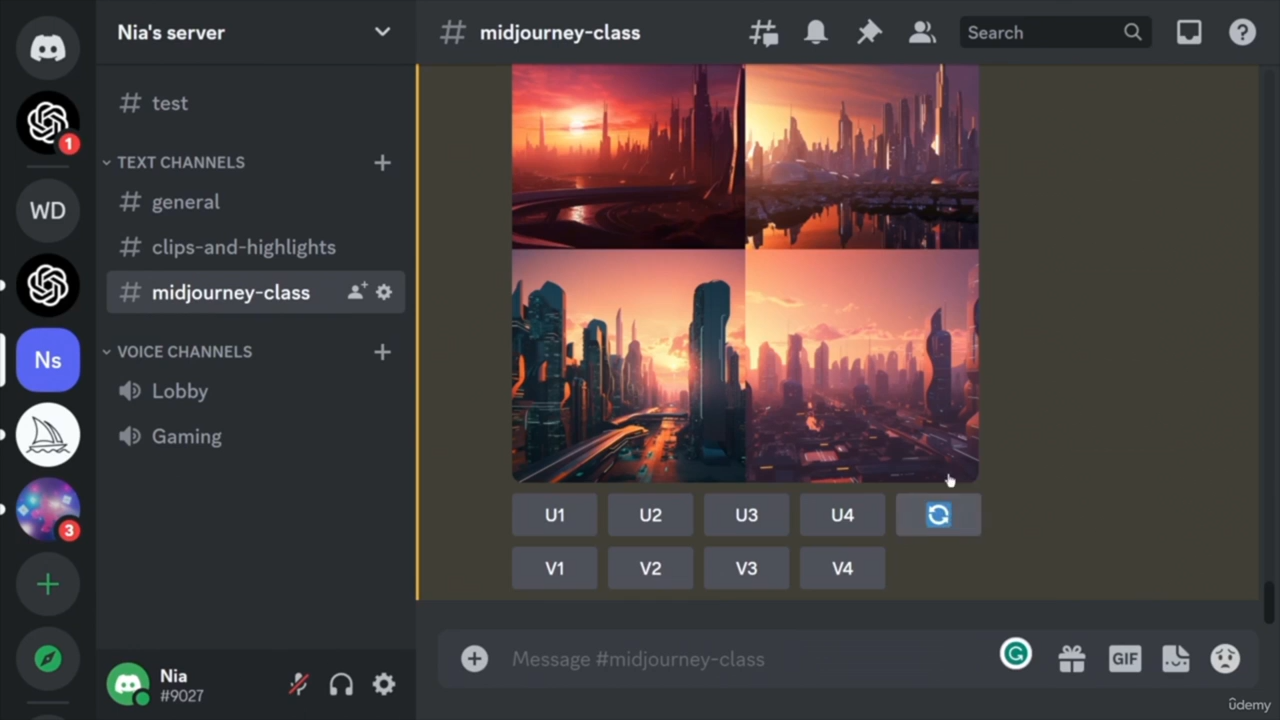 Nia's server
midjourney-class
Search
test
TEXT CHANNELS
general
clips-and-highlights
midjourney-class
VOICE CHANNELS
Lobby
Gaming
1
WD
Ns
3
U1 U2 U3 U4
V1 V2 V3 V4
Message #midjourney-class
GIF
Nia
#9027
ûdemy